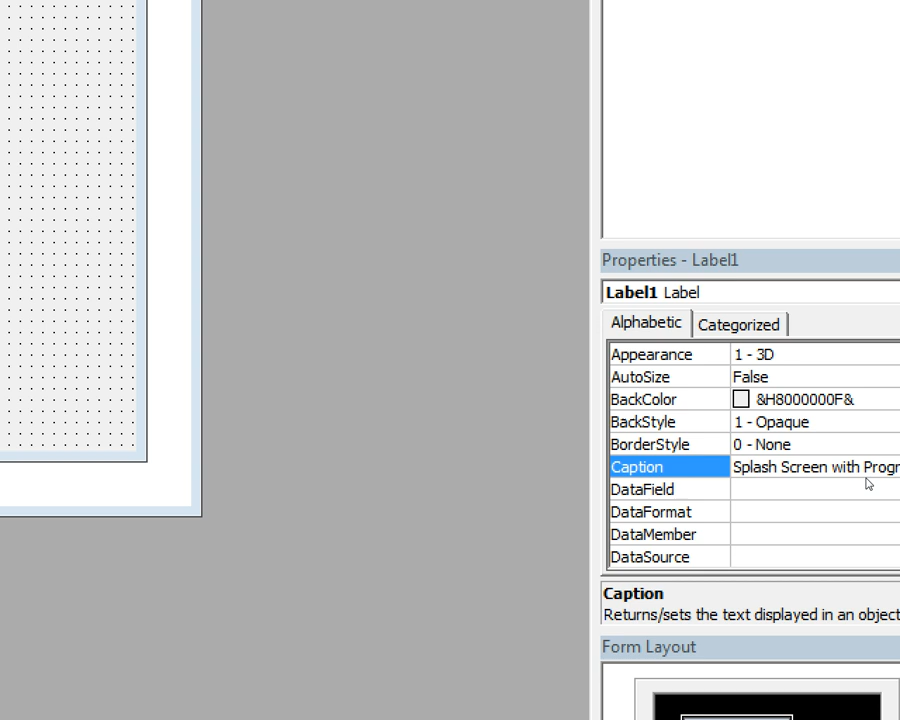 Properties - Label1
Label1 Label
Alphabetic Categorized
Appearance 1 - 3D
AutoSize False
BackColor &H8000000F&
BackStyle 1 - Opaque
BorderStyle 0 - None
Caption Splash Screen with Progr
DataField
DataFormat
DataMember
DataSource
Caption
Returns/sets the text displayed in an object
Form Layout